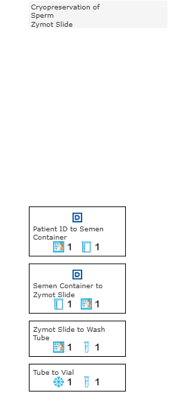 Cryopreservation of
Sperm
Zymot Slide
D
Patient ID to Semen
Container
1 1
D
Semen Container to
Zymot Slide
1 1
Zymot Slide to Wash
Tube
1 1
Tube to Vial
1 1